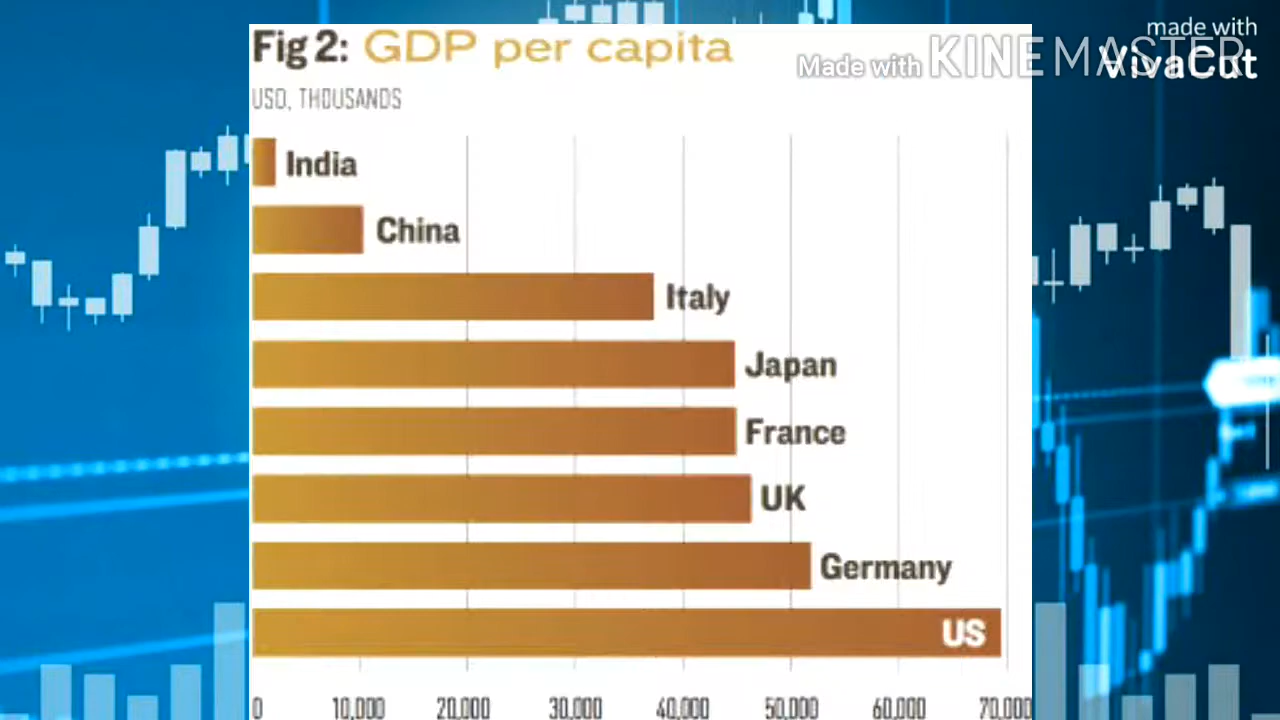 made with
VivaCut
Made with KINEMASTER
Fig 2: GDP per capita
USD, THOUSANDS
India
China
Italy
Japan
France
UK
Germany
US
0 10,000 20,000 30,000 40,000 50,000 60,000 70,000